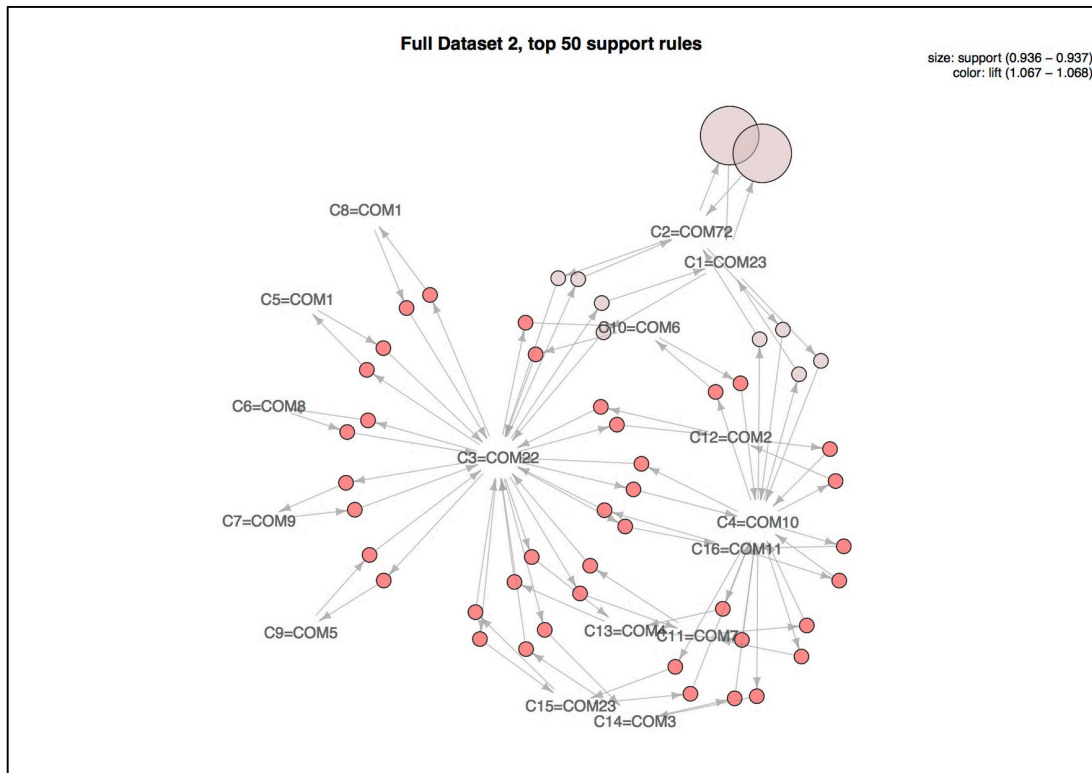 Full Dataset 2, top 50 support rules
size: support (0.936 – 0.937)
color: lift (1.067 – 1.068)
C8=COM1
C2=COM72
C1=COM23
C5=COM1
C10=COM6
C6=COM8
C12=COM2
C3=COM22
C7=COM9
C4=COM10
C16=COM11
C9=COM5
C13=COM4
C11=COM7
C15=COM23
C14=COM3